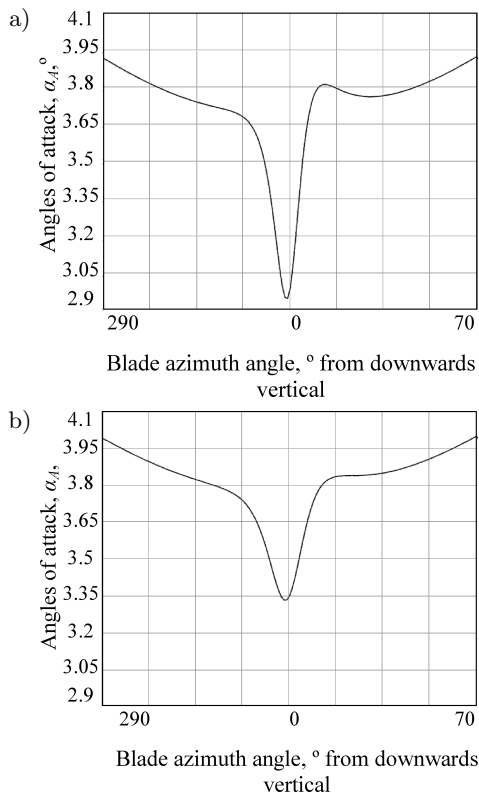 a)
4.1
3.95
3.8
3.65
3.5
3.35
3.2
3.05
2.9
Angles of attack, αA,º
290 0 70
Blade azimuth angle, º from downwards
vertical
b)
4.1
3.95
3.8
3.65
3.5
3.35
3.2
3.05
2.9
Angles of attack, αA,
290 0 70
Blade azimuth angle, º from downwards
vertical